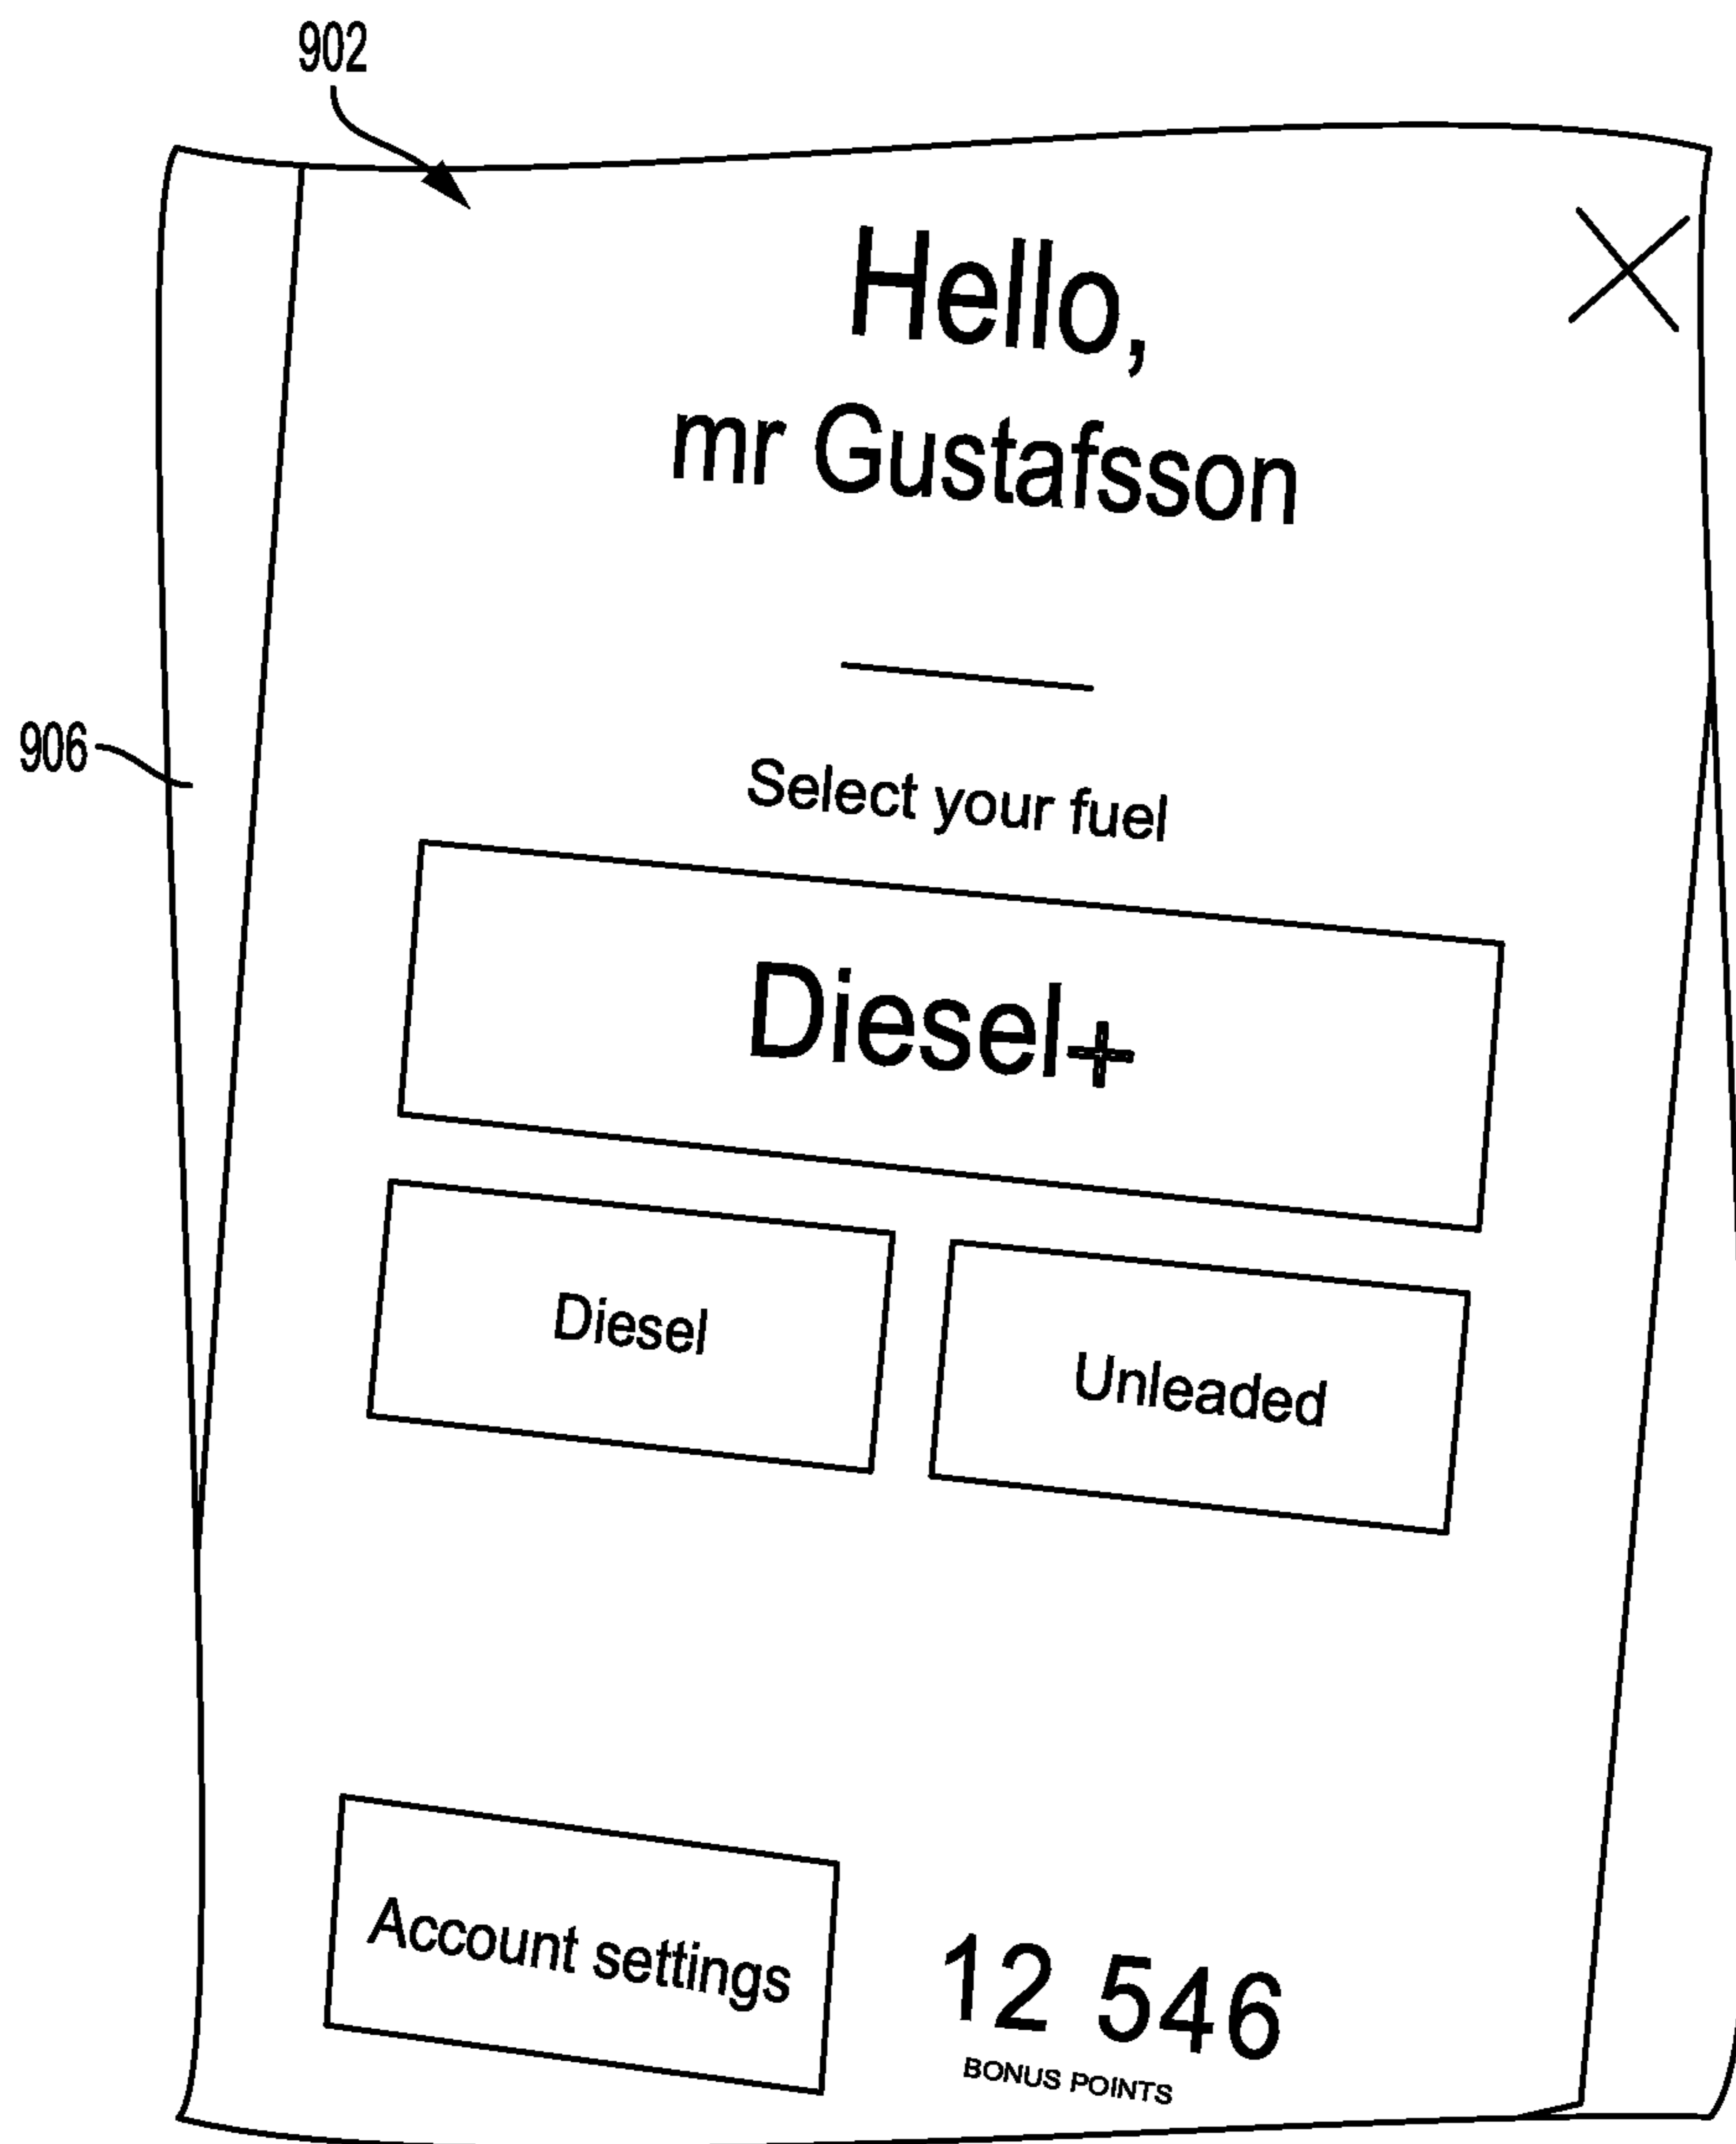 902
Hello,
mr Gustafsson
906
Select your fuel
Diesel+
Diesel
Unleaded
Account settings
12 546
BONUS POINTS